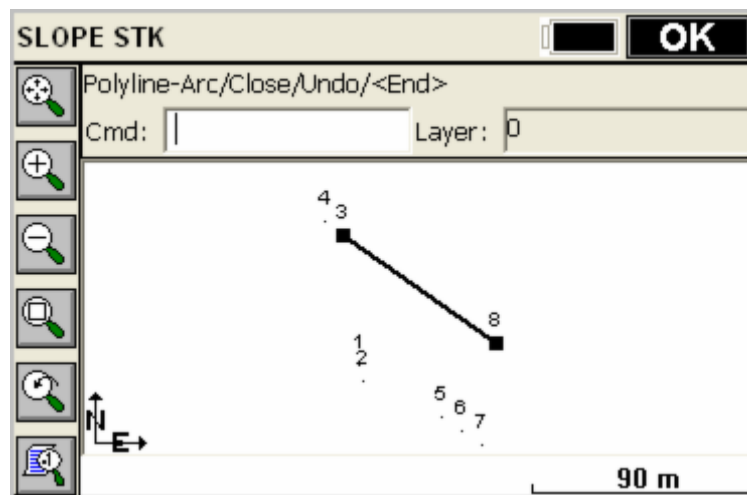 SLOPE STK OK
Polyline-Arc/Close/Undo/<End>
Cmd: Layer: 0
4
3
8
1
2
5
6
7
N
E
90 m